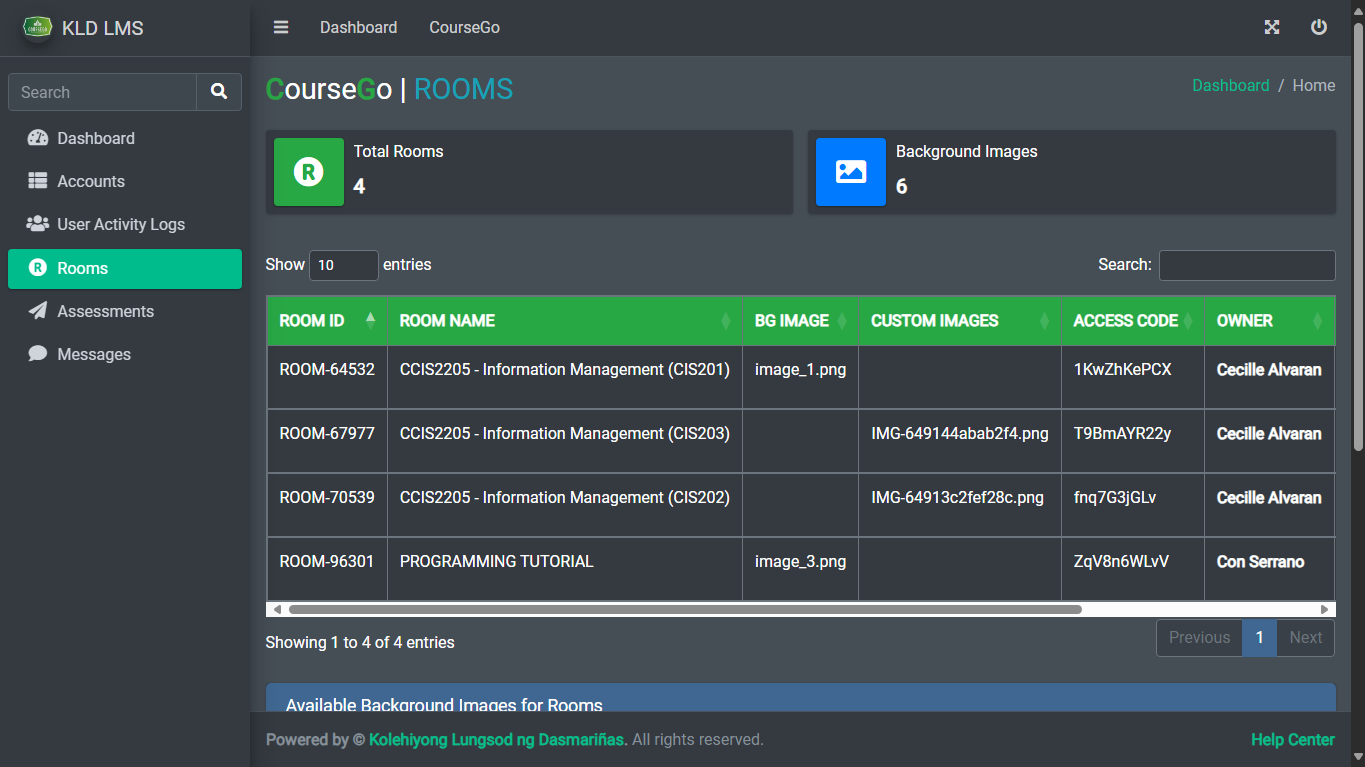 KLD LMS
Dashboard CourseGo
Search
Dashboard
Accounts
User Activity Logs
Rooms
Assessments
Messages
CourseGo | ROOMS
Dashboard / Home
Total Rooms
4
Background Images
6
Show 10 entries
Search:
ROOM ID ROOM NAME BG IMAGE CUSTOM IMAGES ACCESS CODE OWNER
ROOM-64532 CCIS2205 - Information Management (CIS201) image_1.png 1KwZhKePCX Cecille Alvaran
ROOM-67977 CCIS2205 - Information Management (CIS203) IMG-649144abab2f4.png T9BmAYR22y Cecille Alvaran
ROOM-70539 CCIS2205 - Information Management (CIS202) IMG-64913c2fef28c.png fnq7G3jGLv Cecille Alvaran
ROOM-96301 PROGRAMMING TUTORIAL image_3.png ZqV8n6WLvV Con Serrano
Showing 1 to 4 of 4 entries
Previous 1 Next
Available Background Images for Rooms
Powered by © Kolehiyong Lungsod ng Dasmariñas. All rights reserved.
Help Center